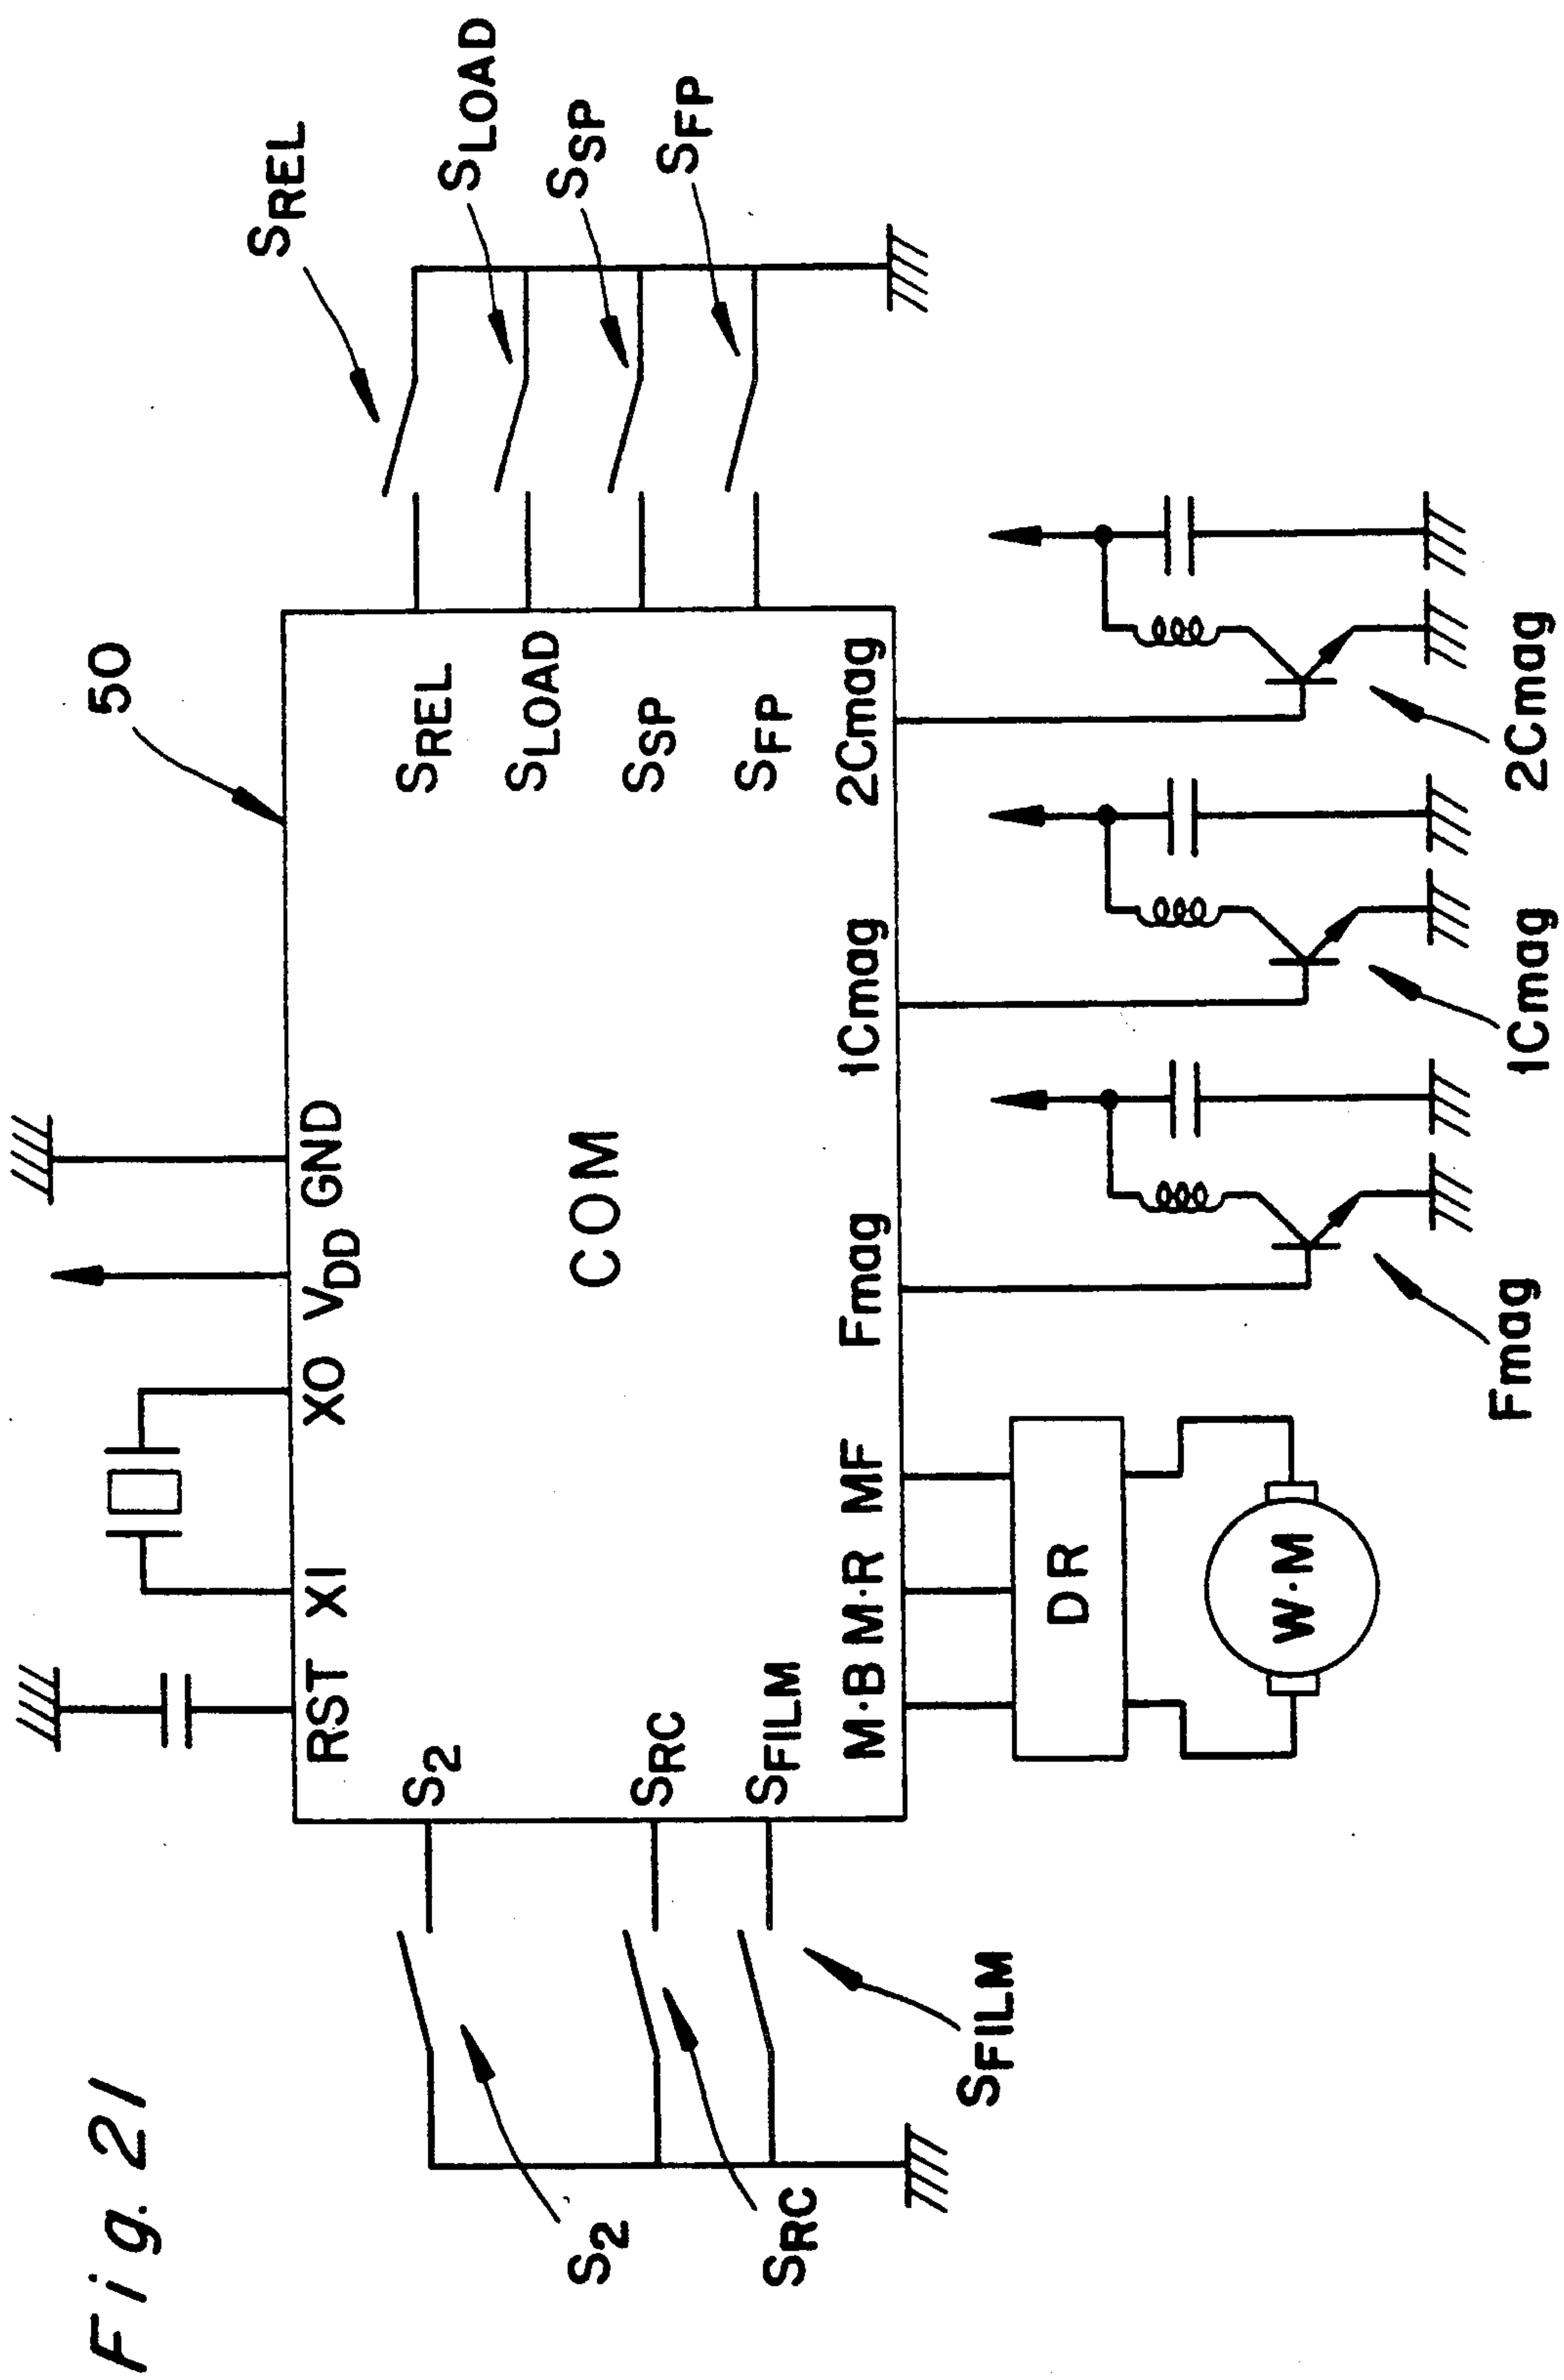 Fig. 21
50
RST
XI
XO
VDD
GND
S2
SRC
SFILM
COM
SREL
SLOAD
SSP
SFP
M·B
M·R
MF
Fmag
1Cmag
2Cmag
S2
SRC
SFILM
SREL
SLOAD
SSP
SFP
DR
W·M
Fmag
1Cmag
2Cmag